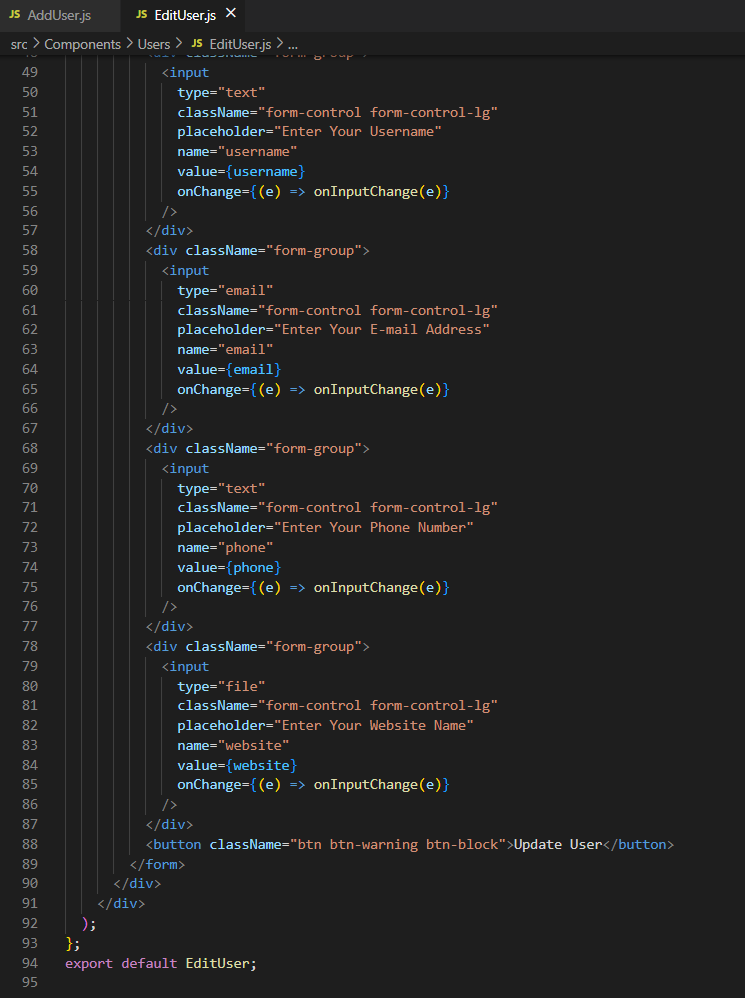 JS AddUser.js JS EditUser.js ×
src > Components > Users > JS EditUser.js > ...
48 <div className="form-group">
49 <input
50 type="text"
51 className="form-control form-control-lg"
52 placeholder="Enter Your Username"
53 name="username"
54 value={username}
55 onChange={(e) => onInputChange(e)}
56 />
57 </div>
58 <div className="form-group">
59 <input
60 type="email"
61 className="form-control form-control-lg"
62 placeholder="Enter Your E-mail Address"
63 name="email"
64 value={email}
65 onChange={(e) => onInputChange(e)}
66 />
67 </div>
68 <div className="form-group">
69 <input
70 type="text"
71 className="form-control form-control-lg"
72 placeholder="Enter Your Phone Number"
73 name="phone"
74 value={phone}
75 onChange={(e) => onInputChange(e)}
76 />
77 </div>
78 <div className="form-group">
79 <input
80 type="file"
81 className="form-control form-control-lg"
82 placeholder="Enter Your Website Name"
83 name="website"
84 value={website}
85 onChange={(e) => onInputChange(e)}
86 />
87 </div>
88 <button className="btn btn-warning btn-block">Update User</button>
89 </form>
90 </div>
91 </div>
92 );
93 };
94 export default EditUser;
95